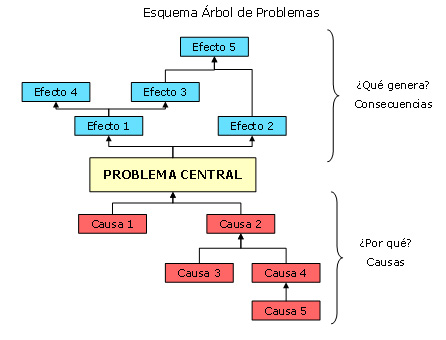 Esquema Árbol de Problemas
Efecto 5
Efecto 4
Efecto 3
¿Qué genera?
Consecuencias
Efecto 1
Efecto 2
PROBLEMA CENTRAL
Causa 1
Causa 2
¿Por qué?
Causas
Causa 3
Causa 4
Causa 5